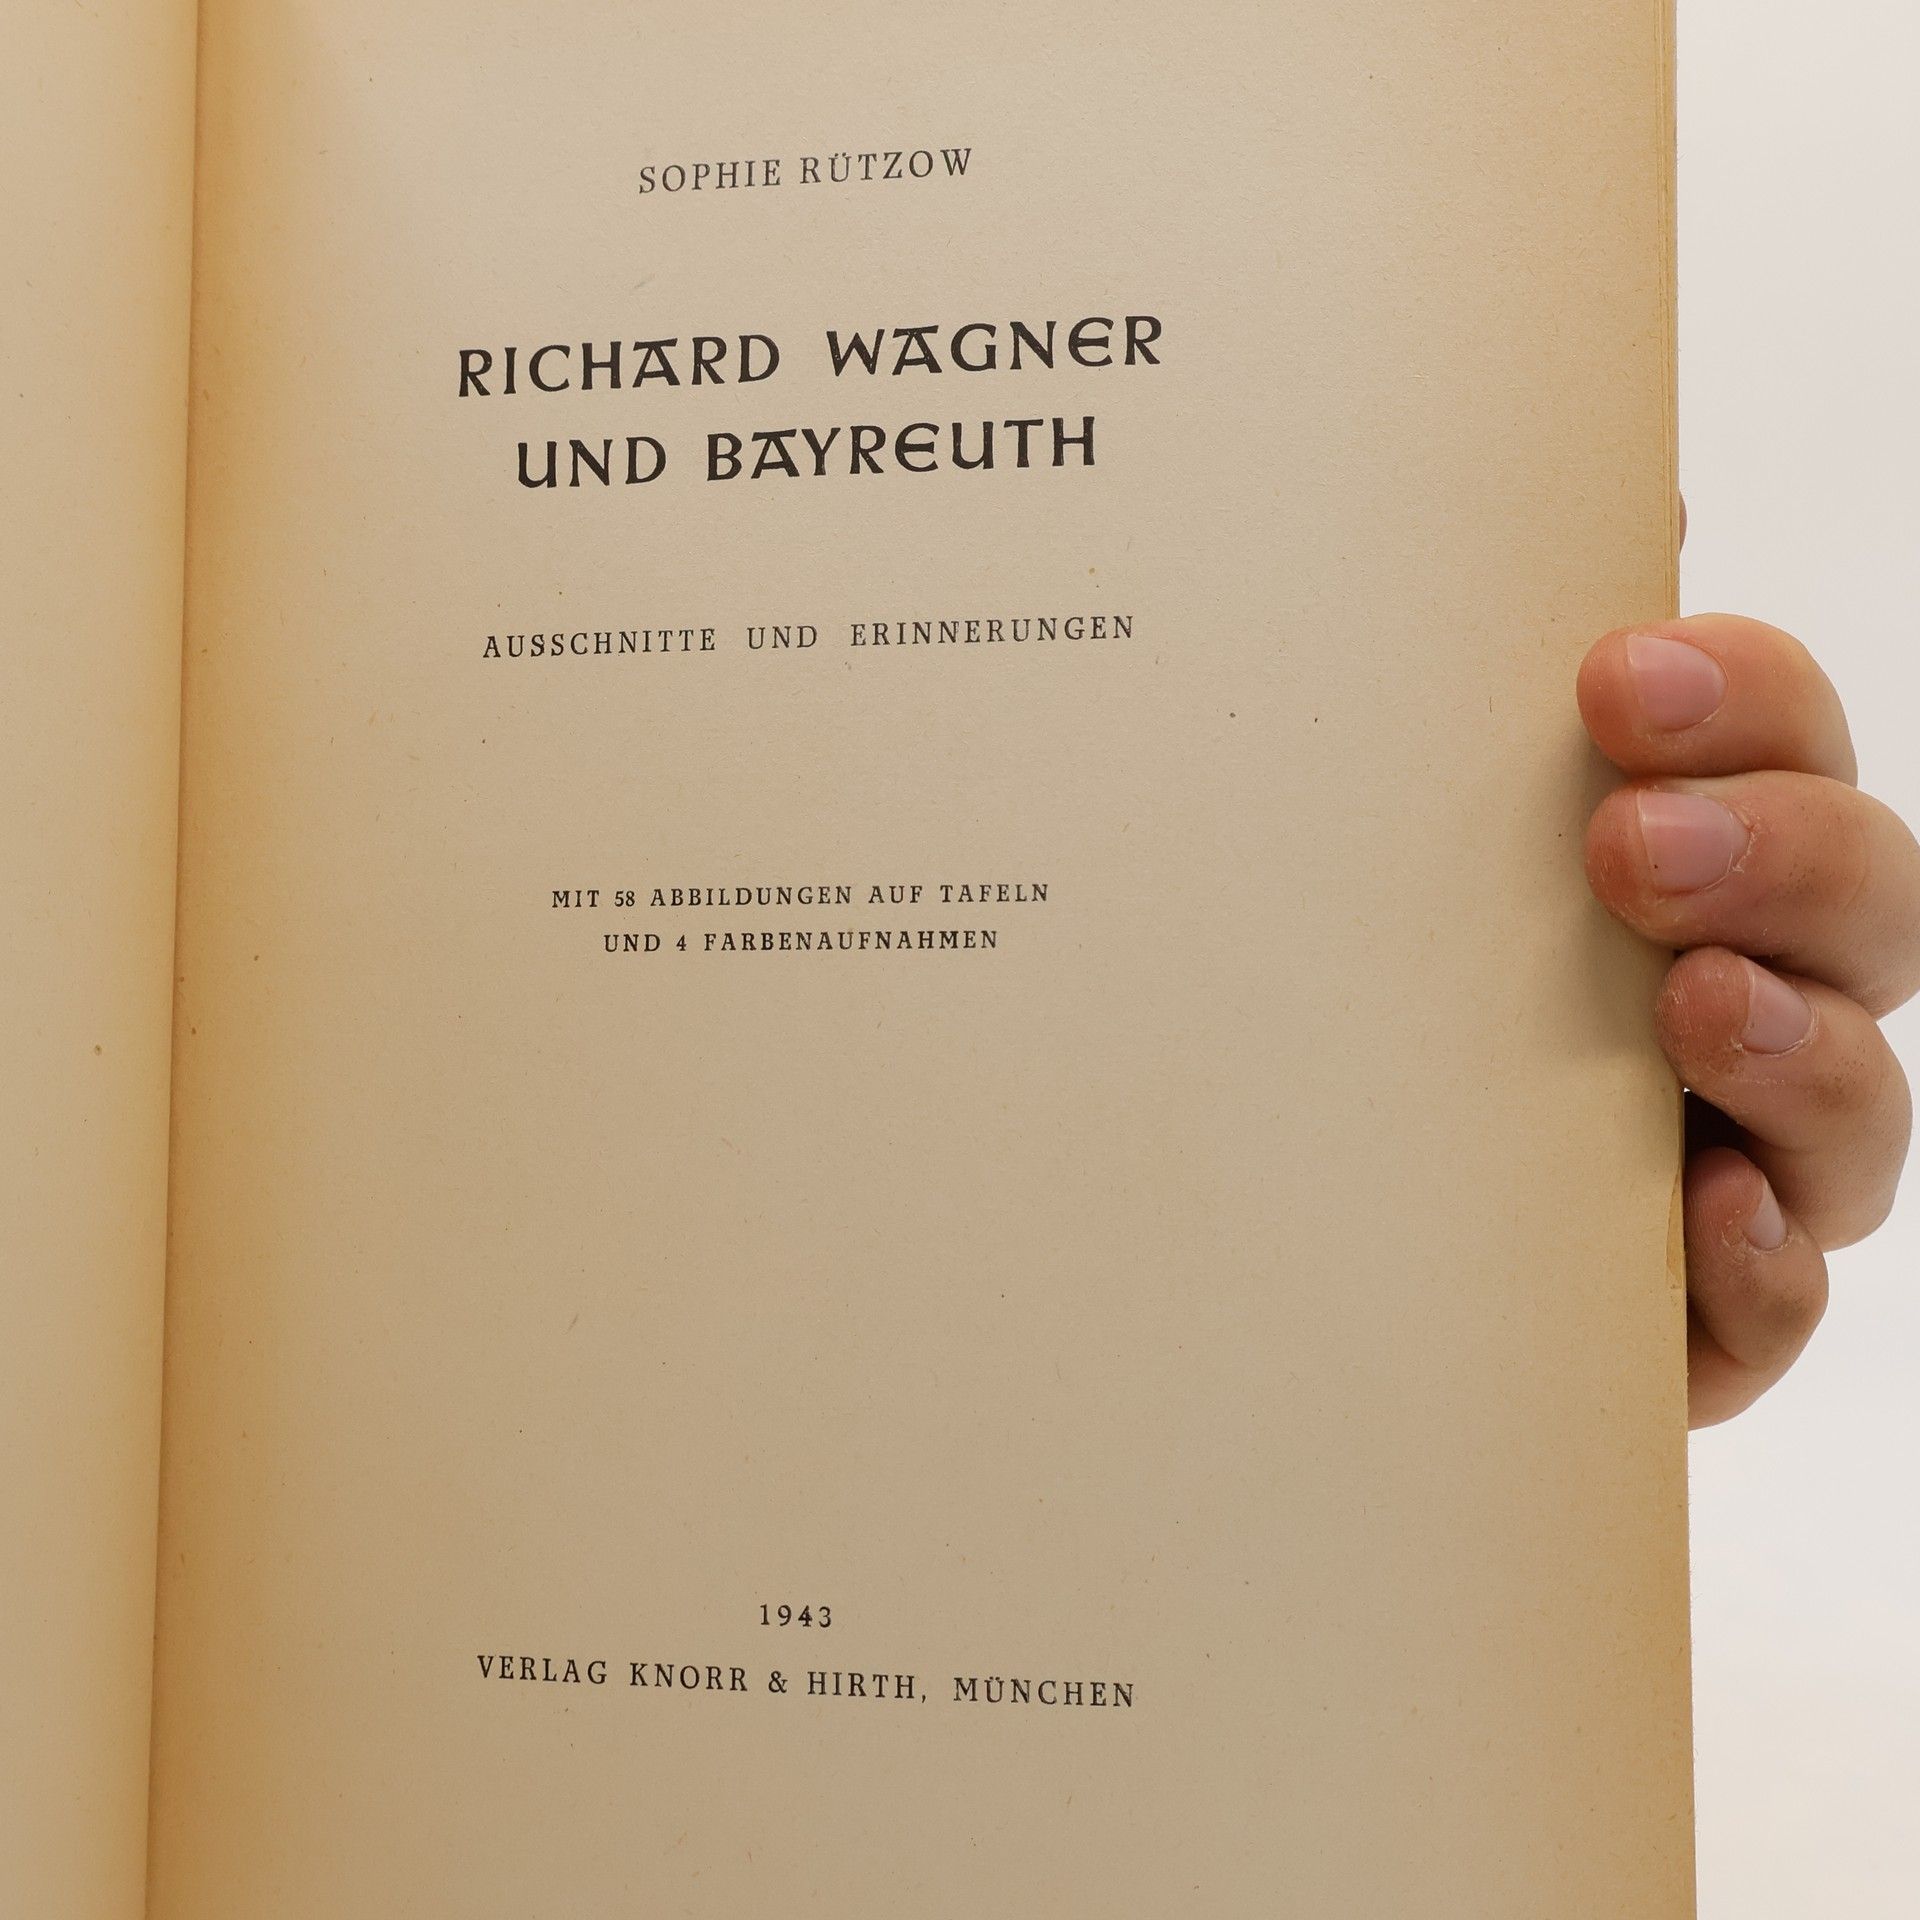 SOPHIE RÜTZOW
RICHARD WAGNER
UND BAYREUTH
AUSSCHNITTE UND ERINNERUNGEN
MIT 58 ABBILDUNGEN AUF TAFELN
UND 4 FARBENAUFNAHMEN
1943
VERLAG KNORR & HIRTH, MÜNCHEN